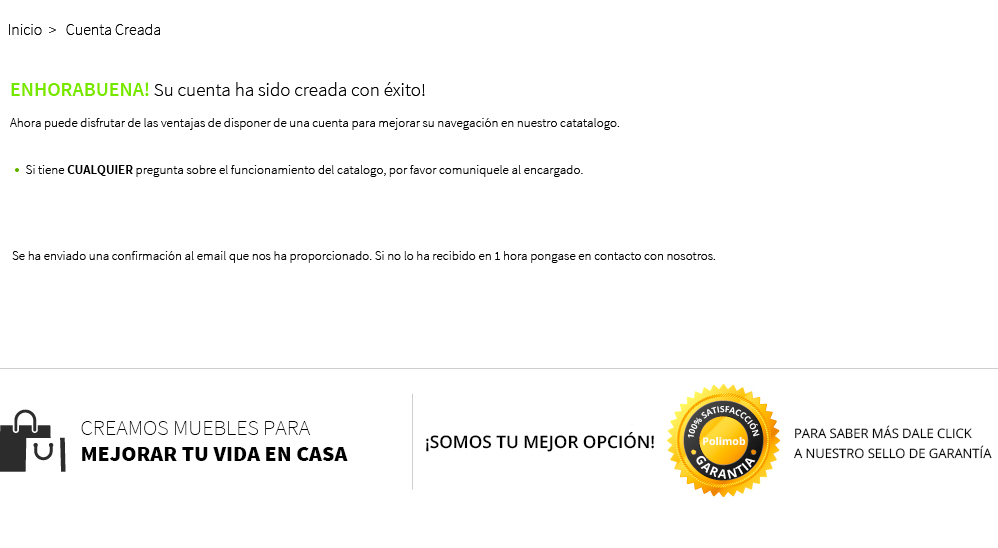 Inicio > Cuenta Creada
ENHORABUENA! Su cuenta ha sido creada con éxito!
Ahora puede disfrutar de las ventajas de disponer de una cuenta para mejorar su navegación en nuestro catatalogo.
• Si tiene CUALQUIER pregunta sobre el funcionamiento del catalogo, por favor comuníquele al encargado.
Se ha enviado una confirmación al email que nos ha proporcionado. Si no lo ha recibido en 1 hora pongase en contacto con nosotros.
CREAMOS MUEBLES PARA
MEJORAR TU VIDA EN CASA
¡SOMOS TU MEJOR OPCIÓN!
100% SATISFACCCIÓN
Polimob
GARANTIA
PARA SABER MÁS DALE CLICK
A NUESTRO SELLO DE GARANTÍA